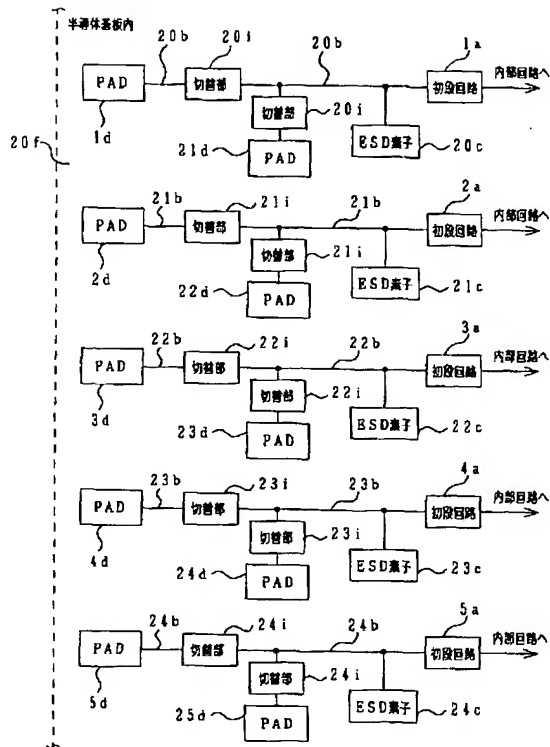 半導体基板内
20b 20i 20b 1a
PAD 切替部 初段回路 内部回路へ
1d 切替部 20i
20f 21d PAD ESD素子 20c
21b 21i 21b 2a
PAD 切替部 初段回路 内部回路へ
2d 切替部 21i
22d PAD ESD素子 21c
22b 22i 22b 3a
PAD 切替部 初段回路 内部回路へ
3d 切替部 22i
23d PAD ESD素子 22c
23b 23i 23b 4a
PAD 切替部 初段回路 内部回路へ
4d 切替部 23i
24d PAD ESD素子 23c
24b 24i 24b 5a
PAD 切替部 初段回路 内部回路へ
5d 切替部 24i
25d PAD ESD素子 24c